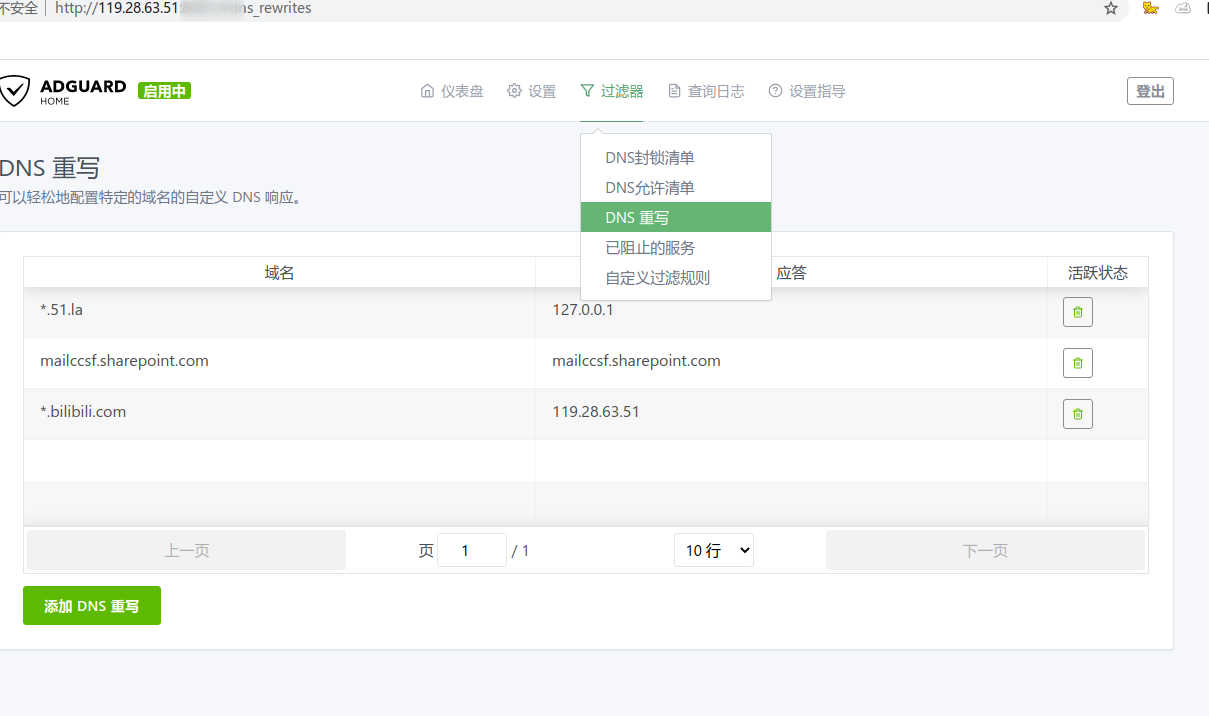 不安全 http://119.28.63.51: dns_rewrites
ADGUARD HOME 启用中 仪表盘 设置 过滤器 查询日志 设置指导 登出
DNS封锁清单
DNS允许清单
DNS 重写
已阻止的服务
自定义过滤规则
DNS 重写
可以轻松地配置特定的域名的自定义 DNS 响应。
域名 应答 活跃状态
*.51.la 127.0.0.1
mailccsf.sharepoint.com mailccsf.sharepoint.com
*.bilibili.com 119.28.63.51
上一页 页 1 / 1 10 行 下一页
添加 DNS 重写